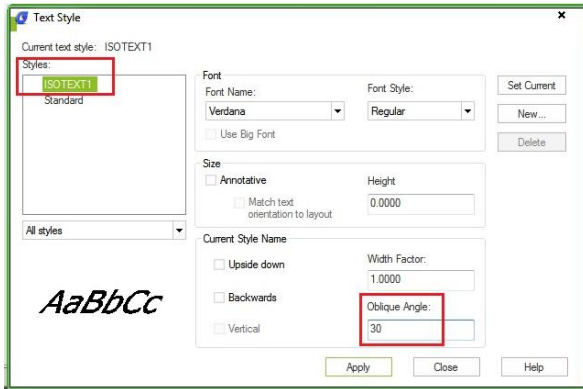 Text Style
Current text style: ISOTEXT1
Styles:
ISOTEXT1
Standard
All styles
AaBbCc
Font
Font Name:
Verdana
Use Big Font
Font Style:
Regular
Size
Annotative
Match text
orientation to layout
Height
0.0000
Current Style Name
Upside down
Backwards
Vertical
Width Factor:
1.0000
Oblique Angle:
30
Set Current
New...
Delete
Apply
Close
Help